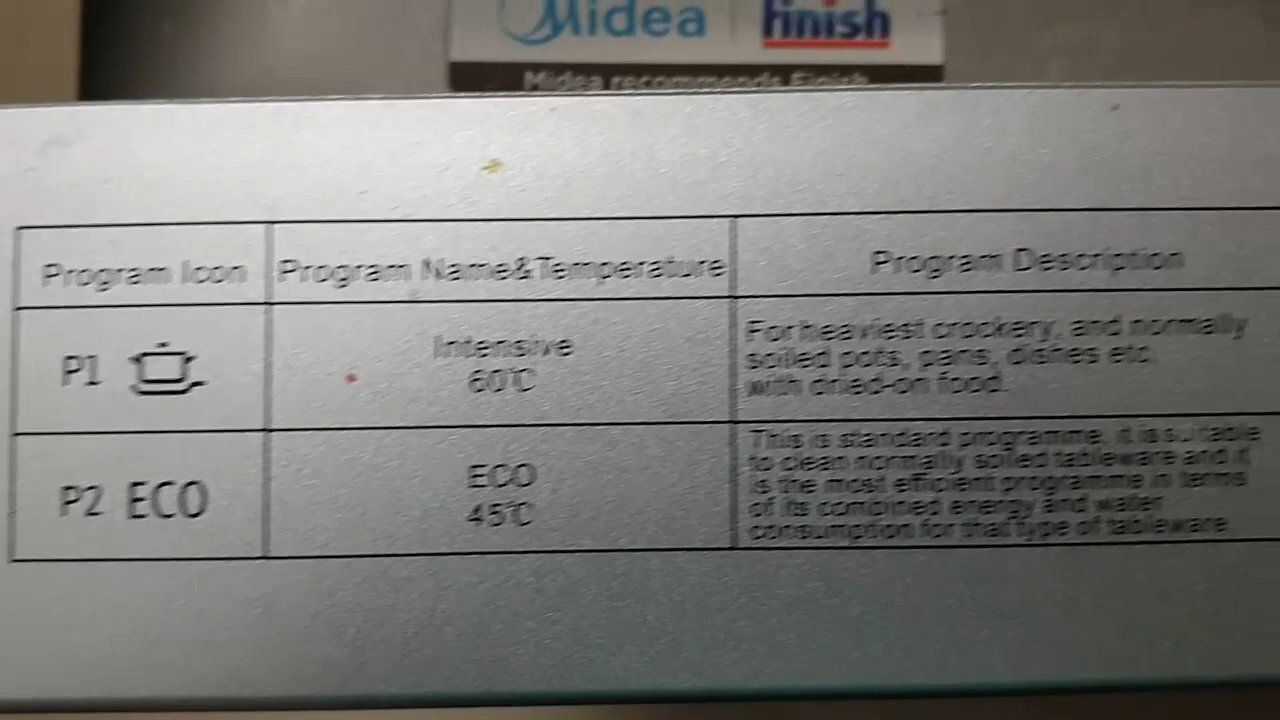 Midea Finish
Midea recommends Finish
Program Icon Program Name&Temperature Program Description
P1 Intensive
60℃
For heaviest crockery, and normally
soiled pots, pans, dishes etc
with dried-on food.
P2 ECO ECO
45℃
This is standard programme, it is suitable
to clean normally soiled tableware and it
is the most efficient programme in terms
of its combined energy and water
consumption for that type of tableware